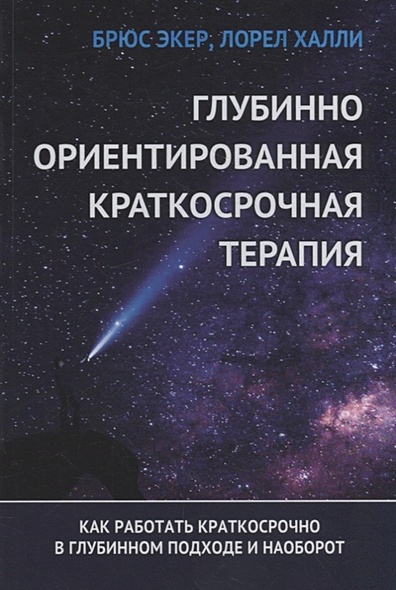 БРЮС ЭКЕР, ЛОРЕЛ ХАЛЛИ
ГЛУБИННО
ОРИЕНТИРОВАННАЯ
КРАТКОСРОЧНАЯ
ТЕРАПИЯ
КАК РАБОТАТЬ КРАТКОСРОЧНО
В ГЛУБИННОМ ПОДХОДЕ И НАОБОРОТ